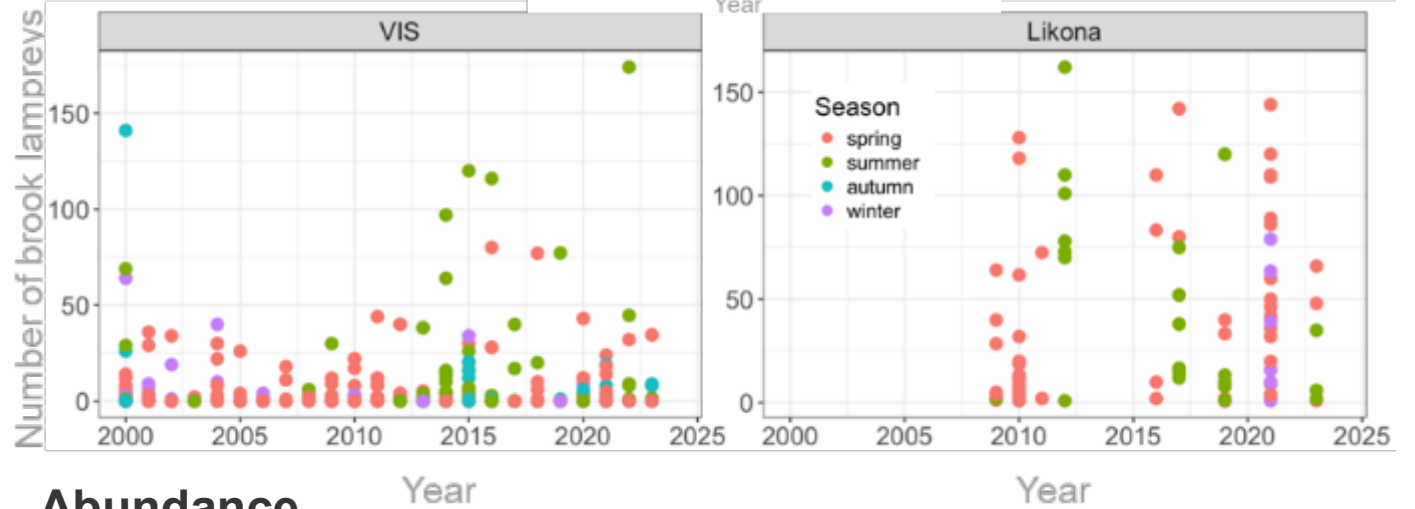 Year
VIS
Likona
Number of brook lampreys
150
100
50
0
2000 2005 2010 2015 2020 2025
150
100
50
0
Season
spring
summer
autumn
winter
2000 2005 2010 2015 2020 2025
Year
Year
Abundance